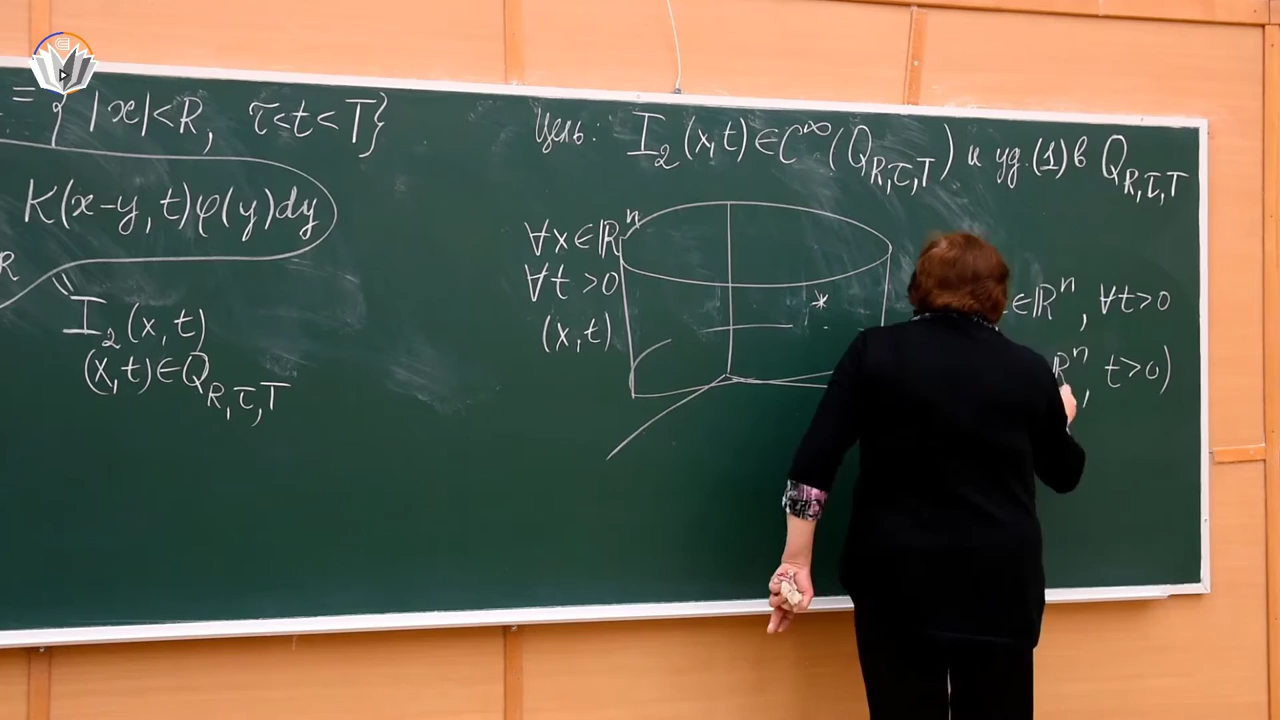 = { |x|<R, τ<t<T}
K(x-y,t)φ(y)dy
R
I₂(x,t)
(x,t)∈Q_{R,τ,T}
Цель: I₂(x,t)∈C^∞(Q_{R,τ,T}) и уд.(1) в Q_{R,τ,T}
∀x∈ℝⁿ
∀t>0
(x,t)
*
∈ℝⁿ, ∀t>0
ℝⁿ, t>0)